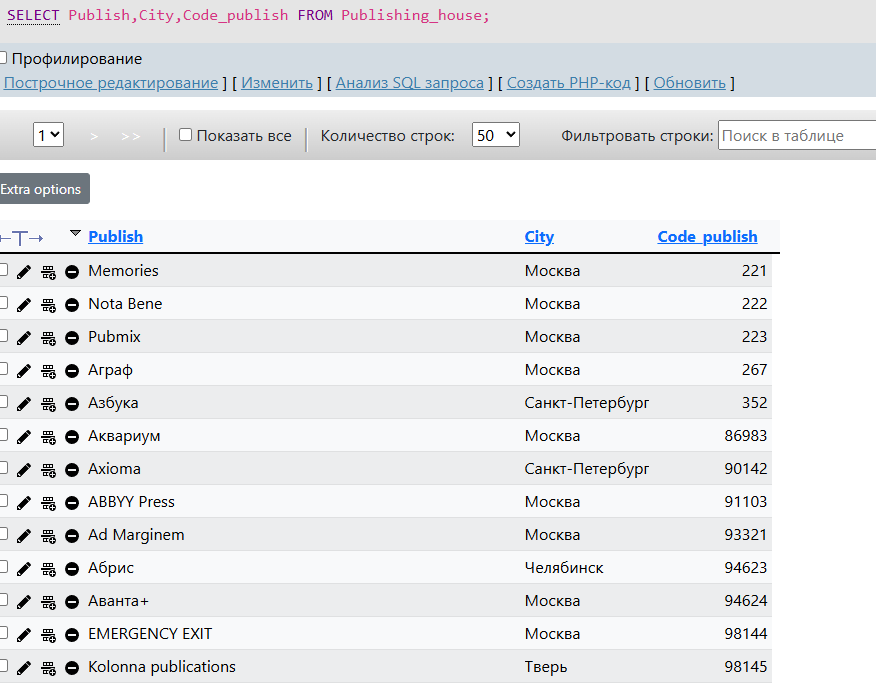 SELECT Publish,City,Code_publish FROM Publishing_house;
Профилирование
Построчное редактирование ] [ Изменить ] [ Анализ SQL запроса ] [ Создать PHP-код ] [ Обновить ]
1 > >> | Показать все | Количество строк: 50 Фильтровать строки: Поиск в таблице
Extra options
←T→ Publish City Code_publish
Memories Москва 221
Nota Bene Москва 222
Pubmix Москва 223
Аграф Москва 267
Азбука Санкт-Петербург 352
Аквариум Москва 86983
Axioma Санкт-Петербург 90142
ABBYY Press Москва 91103
Ad Marginem Москва 93321
Абрис Челябинск 94623
Аванта+ Москва 94624
EMERGENCY EXIT Москва 98144
Kolonna publications Тверь 98145